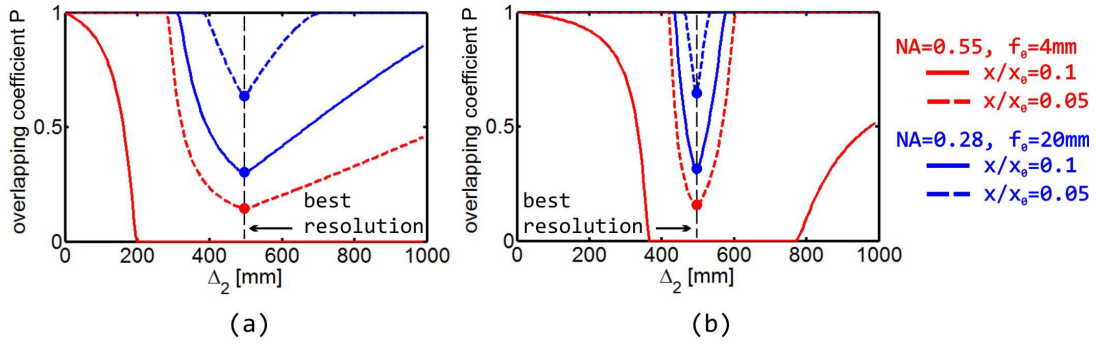 overlapping coefficient P
1
0.5
0
0 200 400 600 800 1000
Δ₂ [mm]
best
resolution
(a)
overlapping coefficient P
1
0.5
0
0 200 400 600 800 1000
Δ₂ [mm]
best
resolution
(b)
NA=0.55, f₀=4mm
x/x₀=0.1
x/x₀=0.05
NA=0.28, f₀=20mm
x/x₀=0.1
x/x₀=0.05